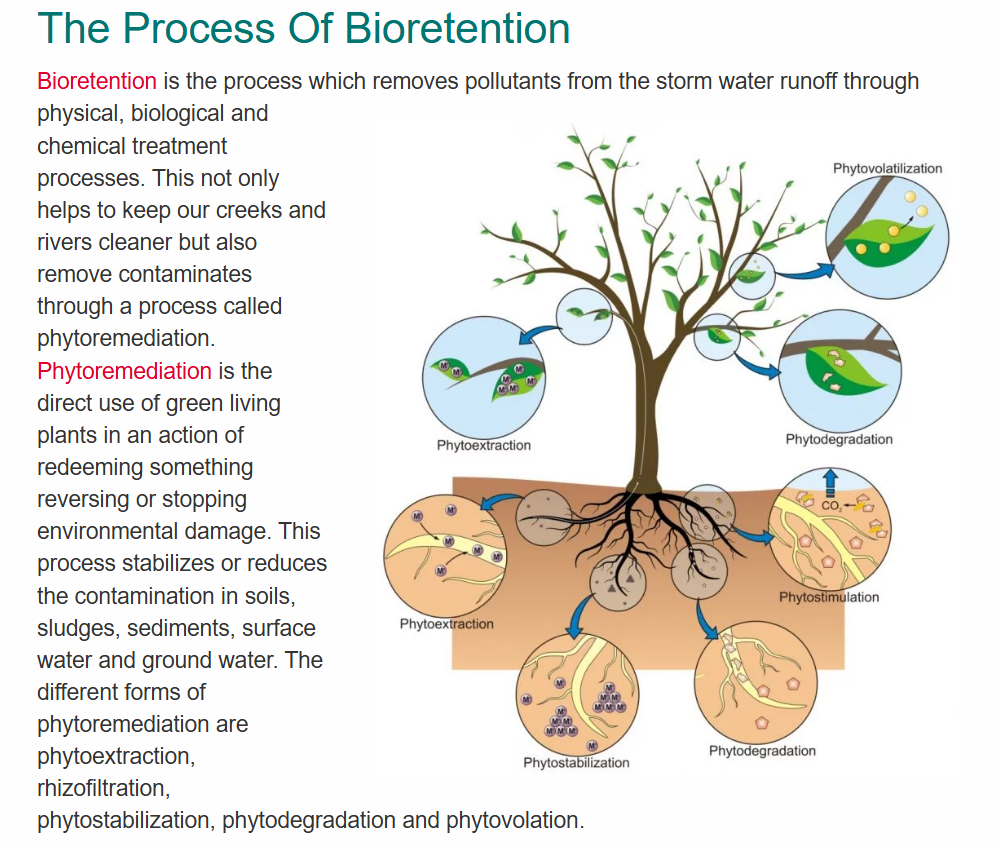 The Process Of Bioretention
Bioretention is the process which removes pollutants from the storm water runoff through
physical, biological and
chemical treatment
processes. This not only
helps to keep our creeks and
rivers cleaner but also
remove contaminates
through a process called
phytoremediation.
Phytoremediation is the
direct use of green living
plants in an action of
redeeming something
reversing or stopping
environmental damage. This
process stabilizes or reduces
the contamination in soils,
sludges, sediments, surface
water and ground water. The
different forms of
phytoremediation are
phytoextraction,
rhizofiltration,
phytostabilization, phytodegradation and phytovolation.
Phytovolatilization
Phytoextraction
M M M M M M M
Phytodegradation
CO₂
Phytostimulation
Phytoextraction
M M M M M M
Phytostabilization
M M M M M M M M M M M M M M M
Phytodegradation